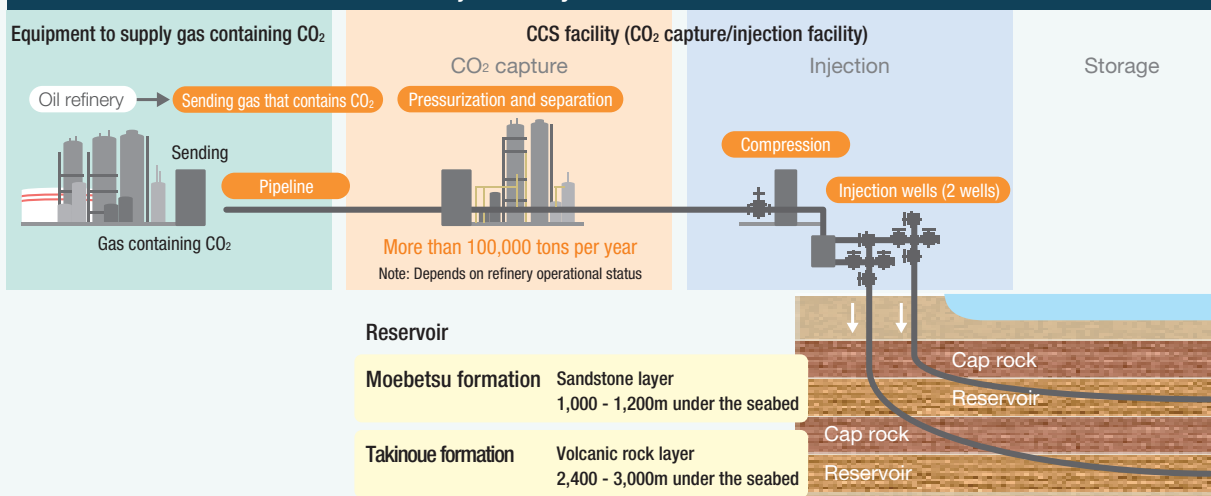 Equipment to supply gas containing CO₂
CCS facility (CO₂ capture/injection facility)
CO₂ capture
Injection
Storage
Oil refinery
Sending gas that contains CO₂
Pressurization and separation
Sending
Compression
Pipeline
Injection wells (2 wells)
Gas containing CO₂
More than 100,000 tons per year
Note: Depends on refinery operational status
Reservoir
Cap rock
Moebetsu formation
Sandstone layer
1,000 - 1,200m under the seabed
Reservoir
Cap rock
Takinoue formation
Volcanic rock layer
2,400 - 3,000m under the seabed
Reservoir